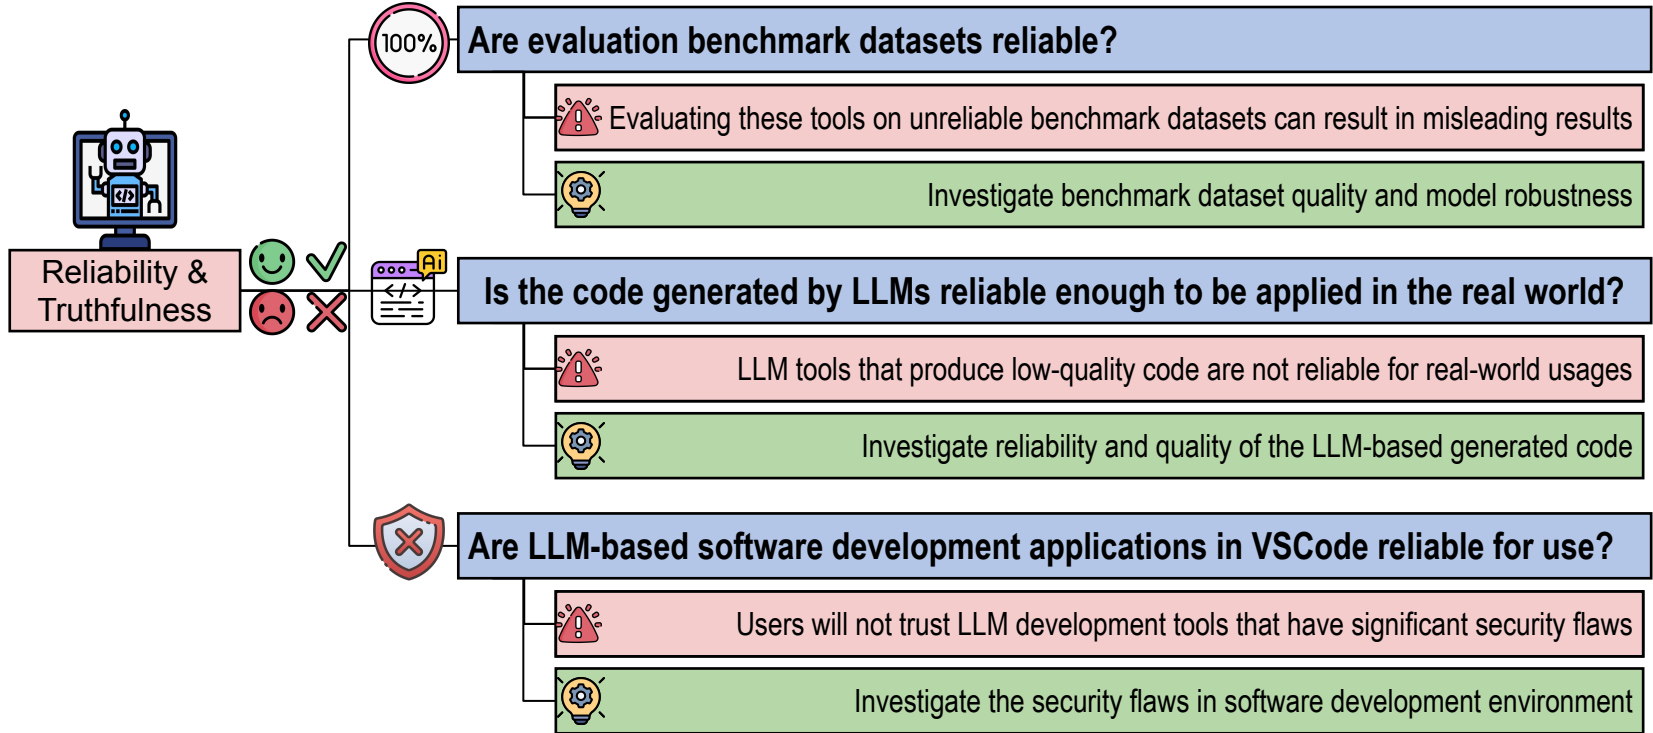 100%
Are evaluation benchmark datasets reliable?
Evaluating these tools on unreliable benchmark datasets can result in misleading results
Investigate benchmark dataset quality and model robustness
</>
Reliability &
Truthfulness
Ai
</>
Is the code generated by LLMs reliable enough to be applied in the real world?
LLM tools that produce low-quality code are not reliable for real-world usages
Investigate reliability and quality of the LLM-based generated code
Are LLM-based software development applications in VSCode reliable for use?
Users will not trust LLM development tools that have significant security flaws
Investigate the security flaws in software development environment